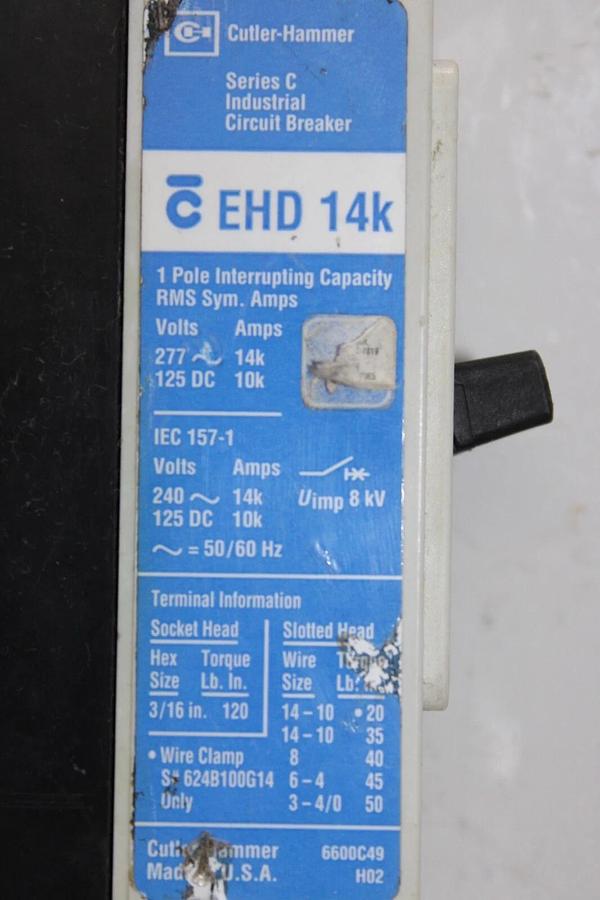 Cutler-Hammer
Series C
Industrial
Circuit Breaker
C EHD 14k
1 Pole Interrupting Capacity
RMS Sym. Amps
Volts Amps
277 ~ 14k
125 DC 10k
IEC 157-1
Volts Amps
240 ~ 14k
125 DC 10k
Uimp 8 kV
~ = 50/60 Hz
Terminal Information
Socket Head
Hex Torque
Size Lb. In.
3/16 in. 120
Slotted Head
Wire
Size Lb.
14 – 10 • 20
14 – 10 35
8 40
6 – 4 45
3 – 4/0 50
• Wire Clamp
624B100G14
Only
6600C49
U.S.A. H02